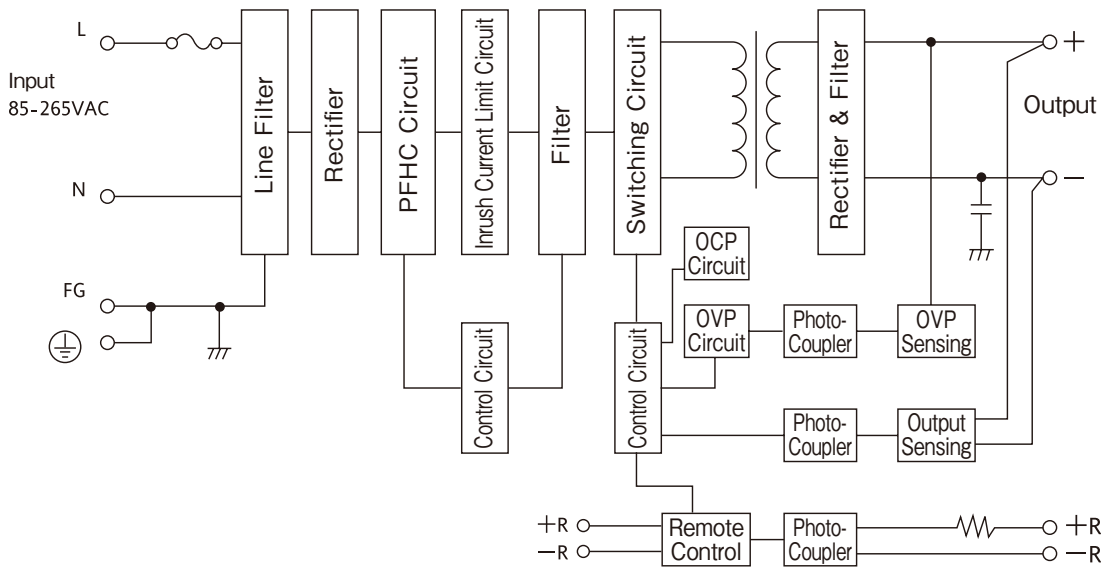 L
Input
85-265VAC
N
FG
Line Filter
Rectifier
PFHC Circuit
Inrush Current Limit Circuit
Filter
Switching Circuit
Rectifier & Filter
+
Output
−
OCP
Circuit
OVP
Circuit
Photo-
Coupler
OVP
Sensing
Control Circuit
Control Circuit
Photo-
Coupler
Output
Sensing
+R
−R
Remote
Control
Photo-
Coupler
+R
−R